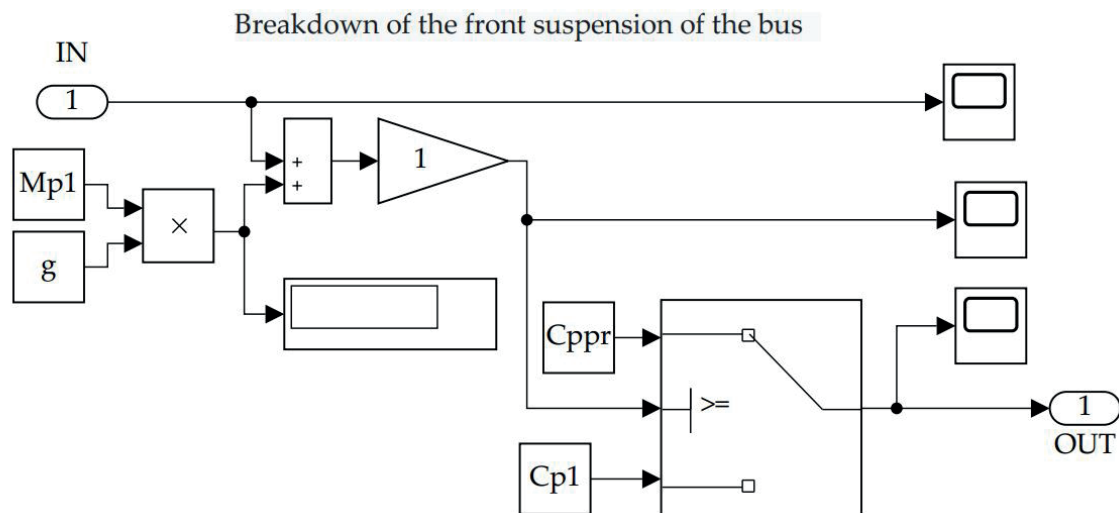 Breakdown of the front suspension of the bus
IN
1
Mp1
+
+
1
×
g
Cppr
>=
1
OUT
Cp1